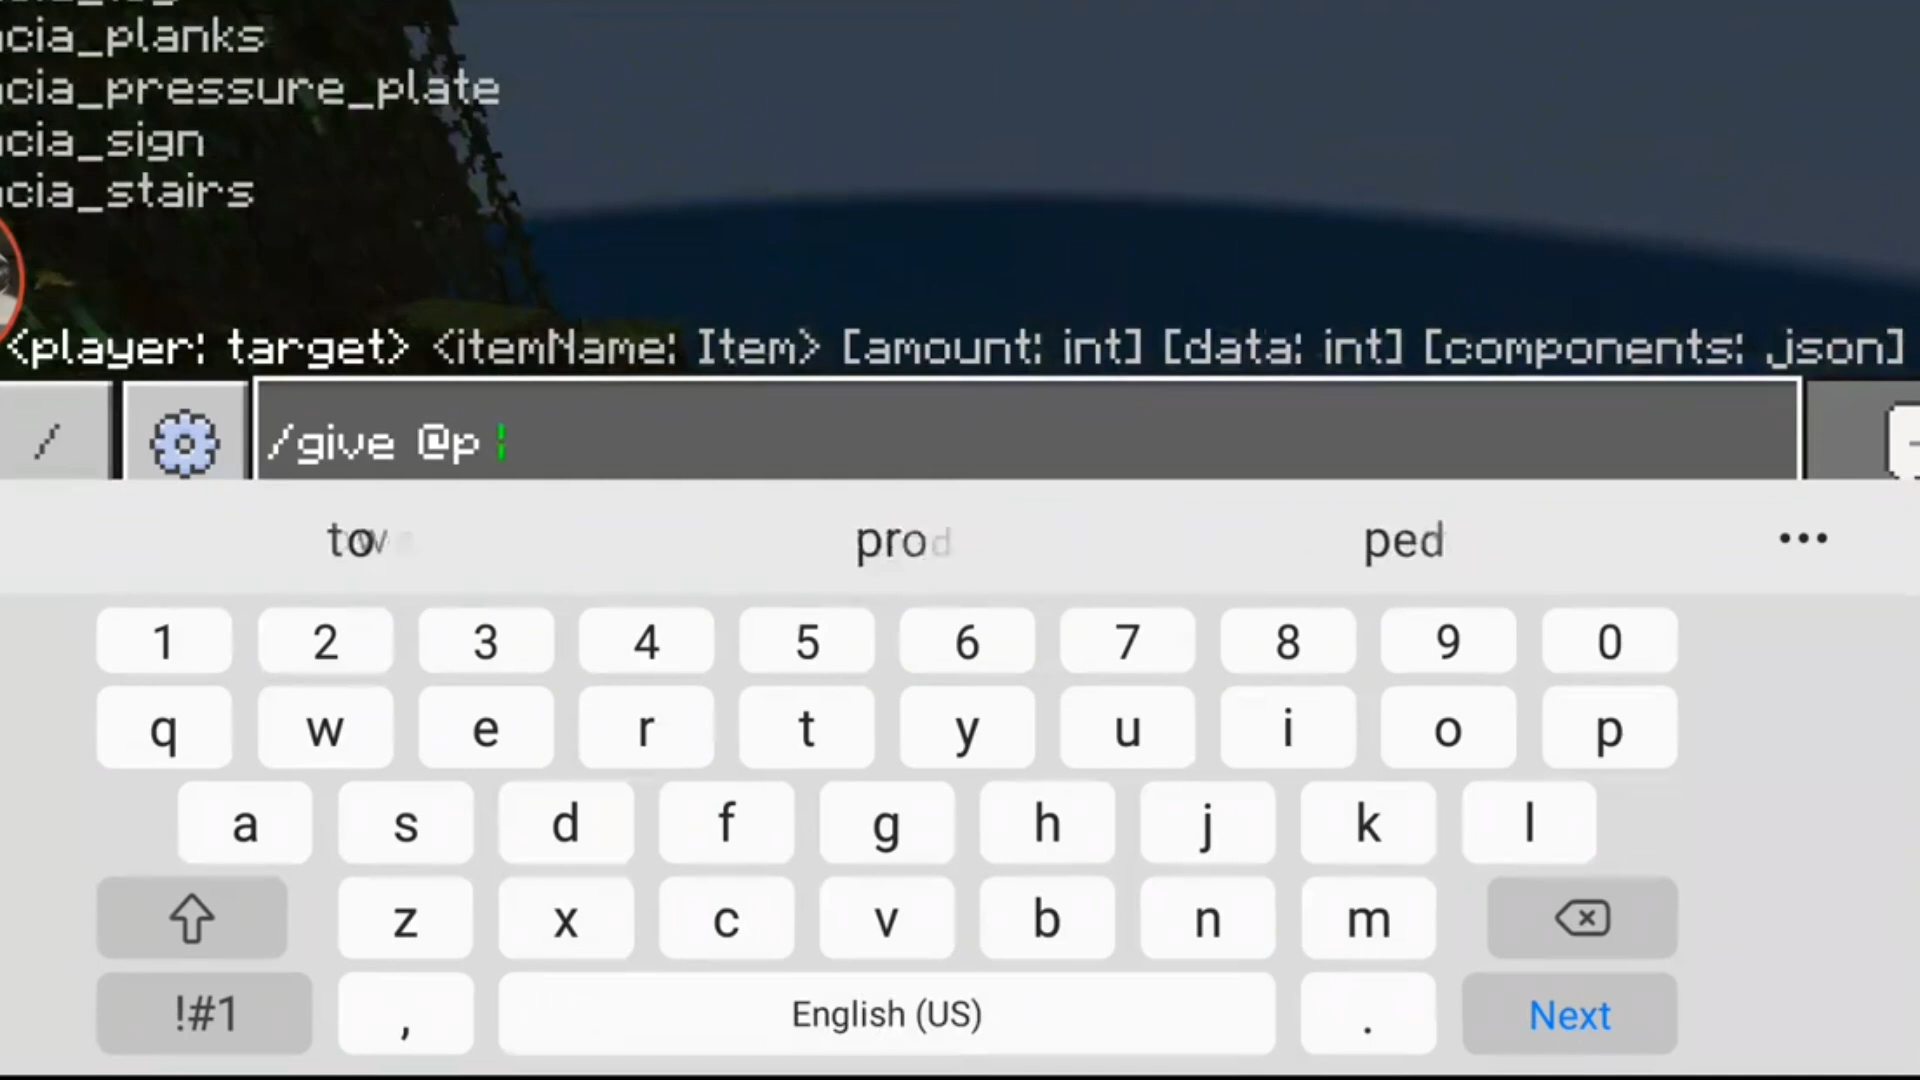 cia_planks
cia_pressure_plate
cia_sign
cia_stairs
<player: target> <itemName: Item> [amount: int] [data: int] [components: json]
/ /give @p
to pro ped •••
1 2 3 4 5 6 7 8 9 0
q w e r t y u i o p
a s d f g h j k l
z x c v b n m
!#1 , English (US) . Next